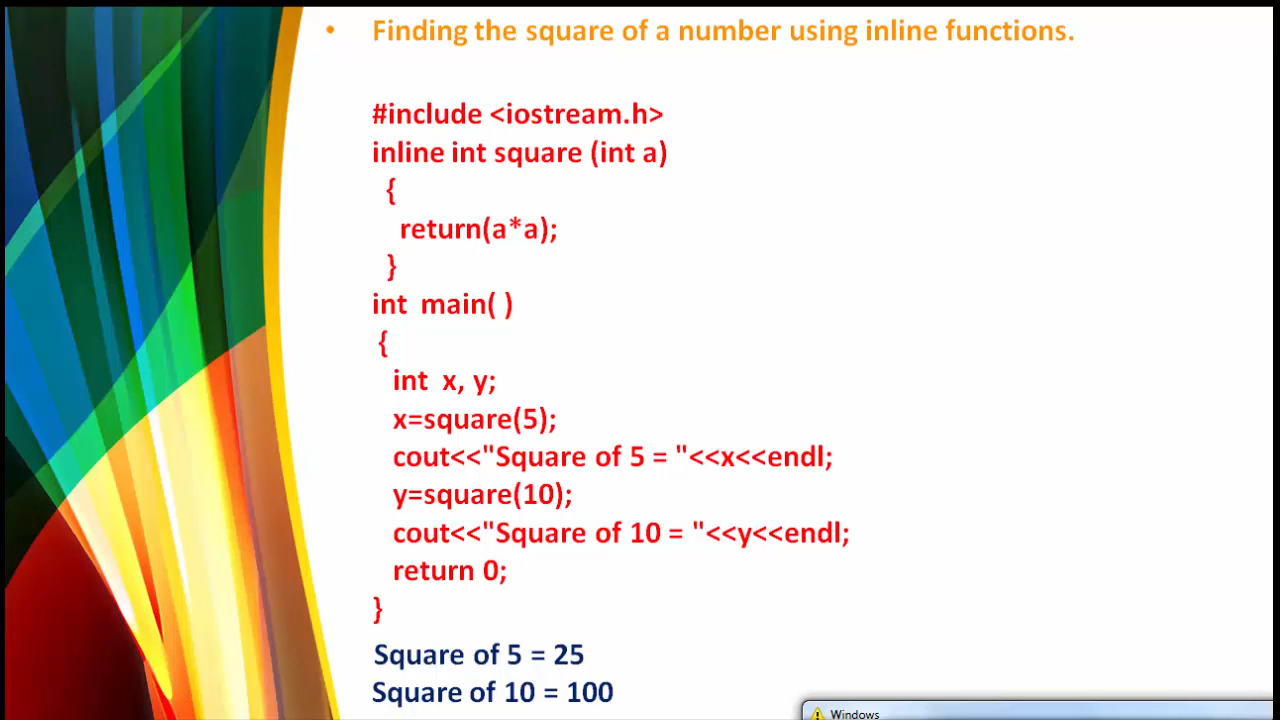 • Finding the square of a number using inline functions.
#include <iostream.h>
inline int square (int a)
{
return(a*a);
}
int main( )
{
int x, y;
x=square(5);
cout<<"Square of 5 = "<<x<<endl;
y=square(10);
cout<<"Square of 10 = "<<y<<endl;
return 0;
}
Square of 5 = 25
Square of 10 = 100
Windows